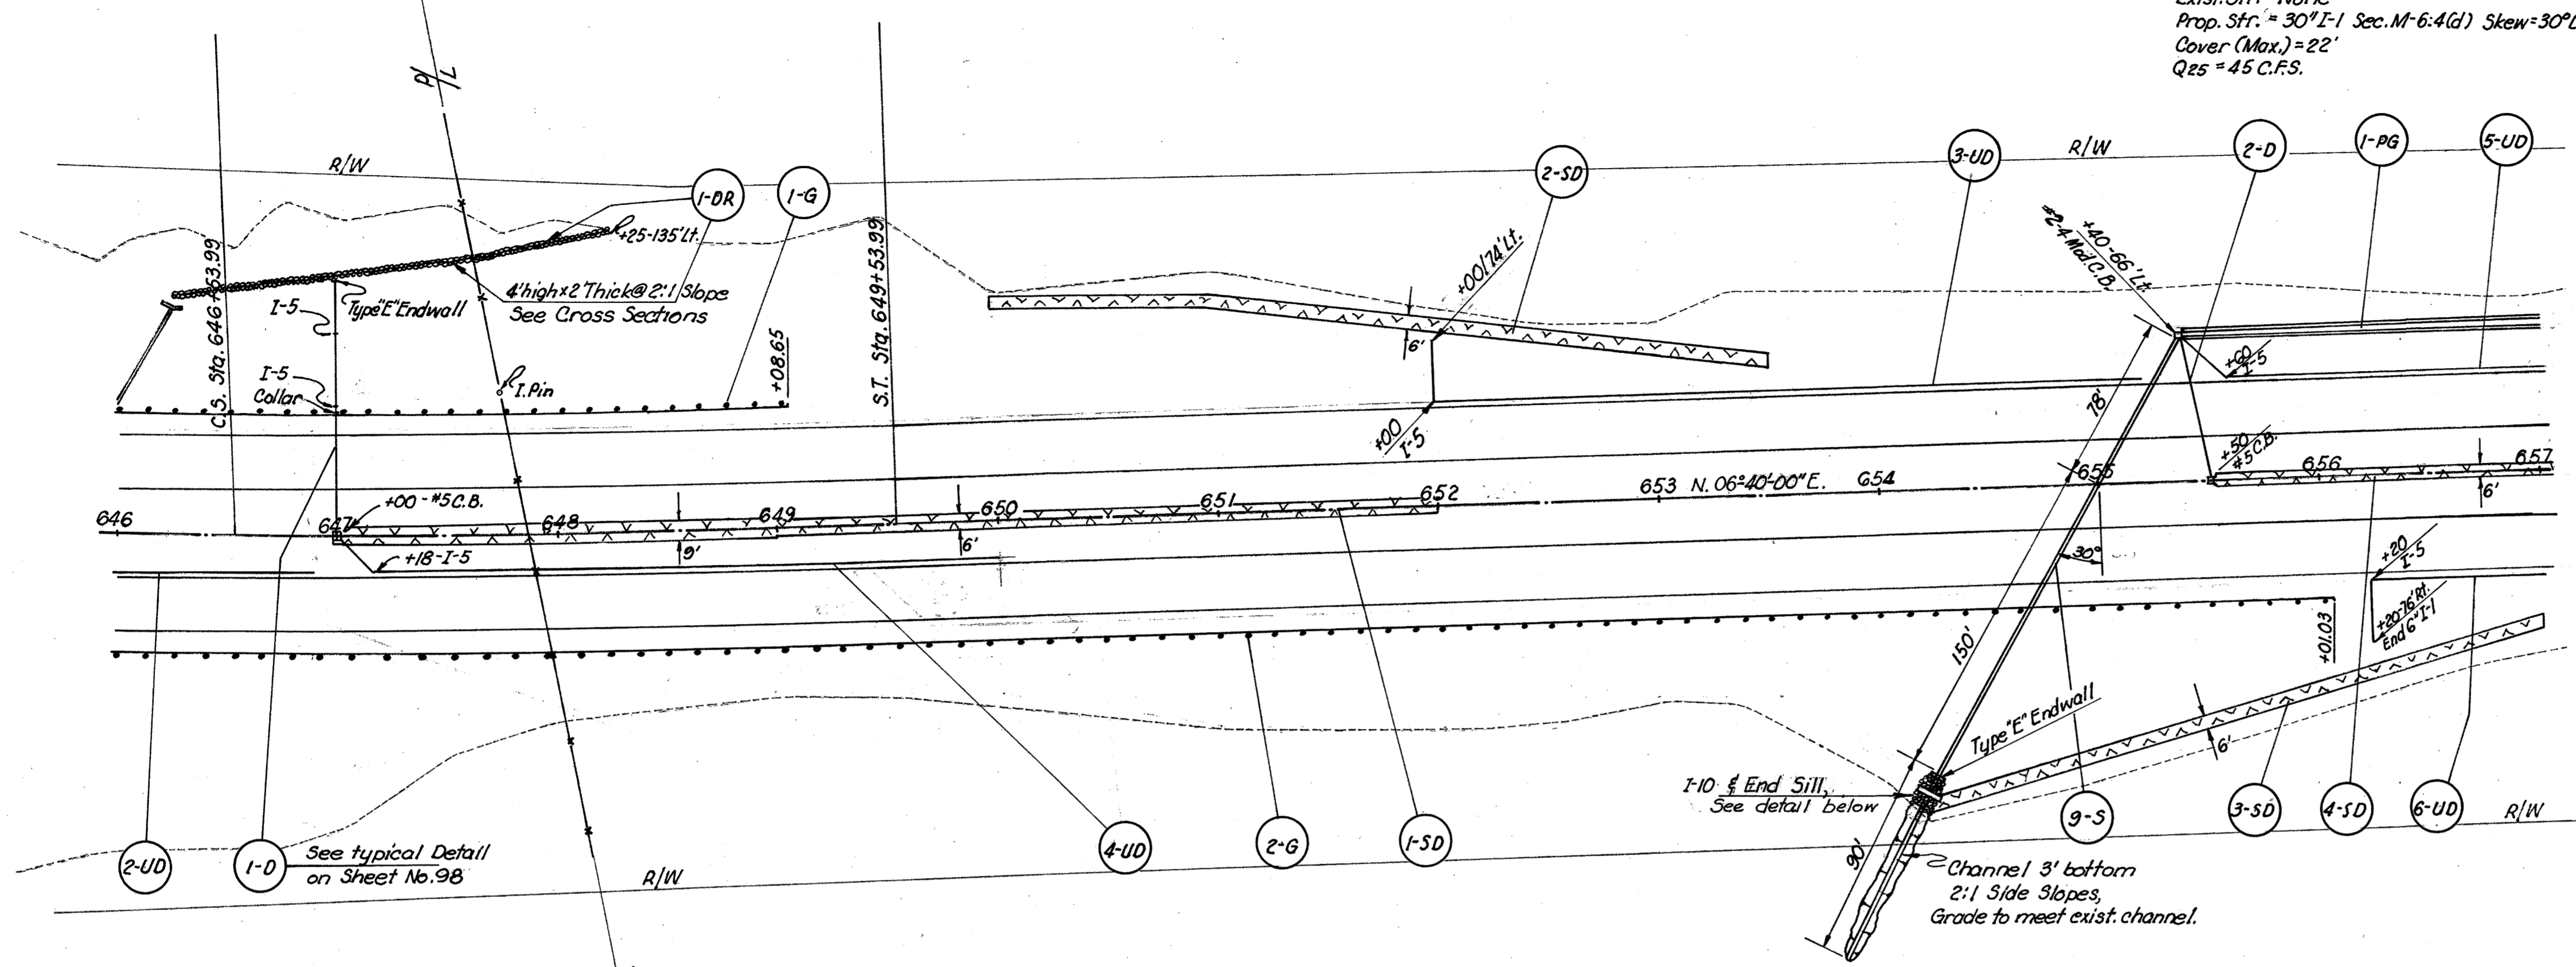 Prop. Str. = 30" I-1 Sec. M-6:4(d) Skew=30°L
Cover (Max.) = 22'
Q25 = 45 C.F.S.
P/L
R/W
1-DR
1-G
2-SD
3-UD
R/W
2-D
1-PG
5-UD
C.S. Sta. 646+53.99
+25-135' Lt.
4' high x 2' Thick @ 2:1 Slope
See Cross Sections
Type "E" Endwall
I-5
I-5
Collar
I. Pin
+08.65
S.T. Sta. 649+53.99
6'
+00/74' Lt.
+00
I-5
+40-66' Lt.
#2-4 Mod. C.B.
78'
+60
I-5
+50
#5 C.B.
646
647
+00 - #5 C.B.
648
649
650
651
652
653
N. 06°-40'-00" E.
654
655
656
657
+18-I-5
9'
6'
6'
30°
150'
+20
I-5
+20-76' Rt.
End 6" I-1
+01.03
Type "E" Endwall
6'
I-10 & End Sill,
See detail below
90'
Channel 3' bottom
2:1 Side Slopes,
Grade to meet exist. channel.
2-UD
1-D
See typical Detail
on Sheet No. 98
R/W
4-UD
2-G
1-SD
9-S
3-SD
4-SD
6-UD
R/W